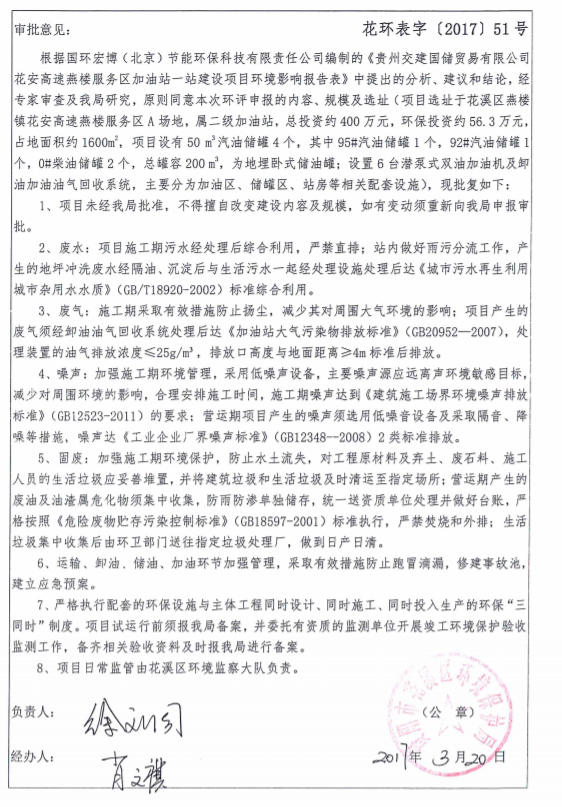 审批意见：
花环表字〔2017〕51号
根据国环宏博（北京）节能环保科技有限责任公司编制的《贵州交建国储贸易有限公司
花安高速燕楼服务区加油站一站建设项目环境影响报告表》中提出的分析、建议和结论，经
专家审查及我局研究，原则同意本次环评申报的内容、规模及选址（项目选址于花溪区燕楼
镇花安高速燕楼服务区A场地，属二级加油站，总投资约400万元，环保投资约56.3万元，
占地面积约1600m²，项目设有50m³汽油储罐4个，其中95#汽油储罐1个，92#汽油储罐1
个，0#柴油储罐2个，总罐容200m³，为地埋卧式储油罐；设置6台潜泵式双油加油机及卸
油加油油气回收系统，主要分为加油区、储罐区、站房等相关配套设施），现批复如下：
1、项目未经我局批准，不得擅自改变建设内容及规模，如有变动须重新向我局申报审
批。
2、废水：项目施工期污水经处理后综合利用，严禁直排；站内做好雨污分流工作，产
生的地坪冲洗废水经隔油、沉淀后与生活污水一起经处理设施处理后达《城市污水再生利用
城市杂用水水质》（GB/T18920-2002）标准综合利用。
3、废气：施工期采取有效措施防止扬尘，减少其对周围大气环境的影响；项目产生的
废气须经卸油油气回收系统处理后达《加油站大气污染物排放标准》（GB20952—2007），处
理装置的油气排放浓度≤25g/m³，排放口高度与地面距离≥4m标准后排放。
4、噪声：加强施工期环境管理，采用低噪声设备，主要噪声源应远离声环境敏感目标，
减少对周围环境的影响，合理安排施工时间，施工期噪声达到《建筑施工场界环境噪声排放
标准》（GB12523-2011）的要求；营运期项目产生的噪声须选用低噪音设备及采取隔音、降
噪等措施，噪声达《工业企业厂界噪声标准》（GB12348--2008）2类标准排放。
5、固废：加强施工期环境保护，防止水土流失，对工程原材料及弃土、废石料、施工
人员的生活垃圾应妥善堆置，并将建筑垃圾和生活垃圾及时清运至指定场所；营运期产生的
废油及油渣属危化物须集中收集，防雨防渗单独储存，统一送资质单位处理并做好台账，严
格按照《危险废物贮存污染控制标准》（GB18597-2001）标准执行，严禁焚烧和外排；生活
垃圾集中收集后由环卫部门送往指定垃圾处理厂，做到日产日清。
6、运输、卸油、储油、加油环节加强管理，采取有效措施防止跑冒滴漏，修建事故池，
建立应急预案。
7、严格执行配套的环保设施与主体工程同时设计、同时施工、同时投入生产的环保“三
同时”制度。项目试运行前须报我局备案，并委托有资质的监测单位开展竣工环境保护验收
监测工作，备齐相关验收资料及时报我局进行备案。
8、项目日常监管由花溪区环境监察大队负责。
负责人：
（公 章）
经办人：肖文祺
2017年3月20日
贵阳市花溪区环境保护局